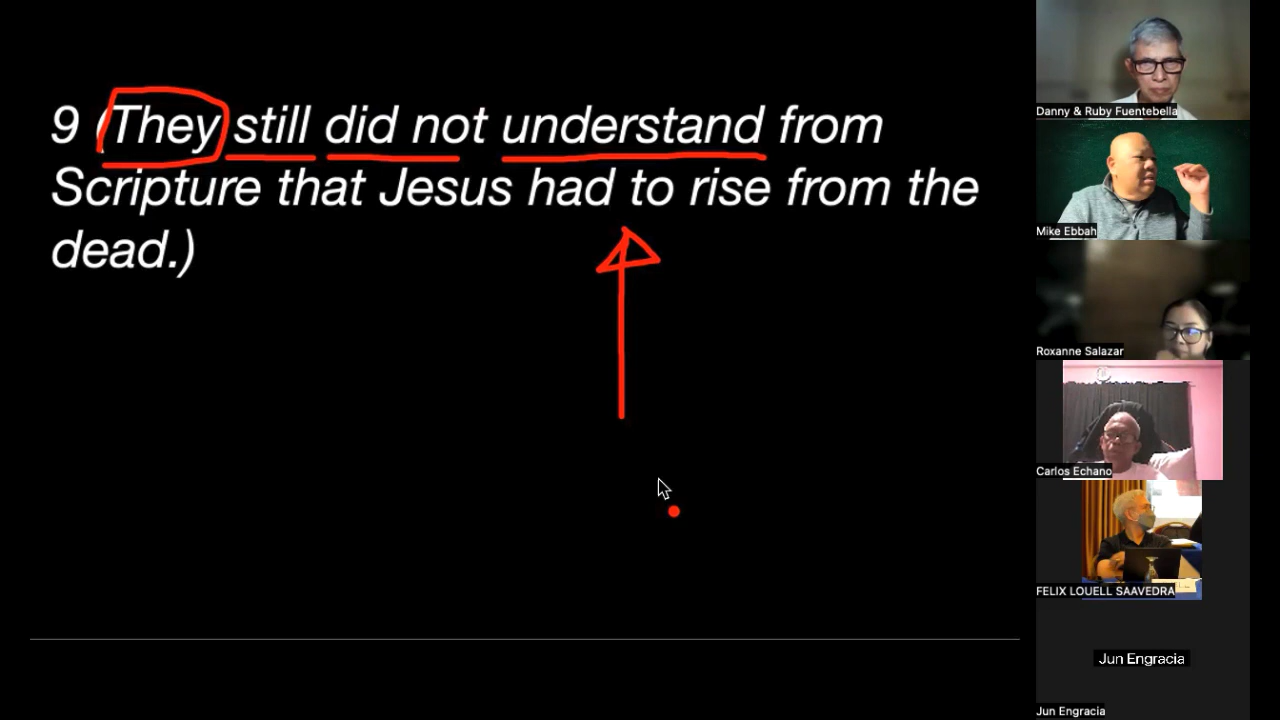 9 (They still did not understand from
Scripture that Jesus had to rise from the
dead.)
Danny & Ruby Fuentebella
Mike Ebbah
Roxanne Salazar
Carlos Echano
FELIX LOUELL SAAVEDRA
Jun Engracia
Jun Engracia